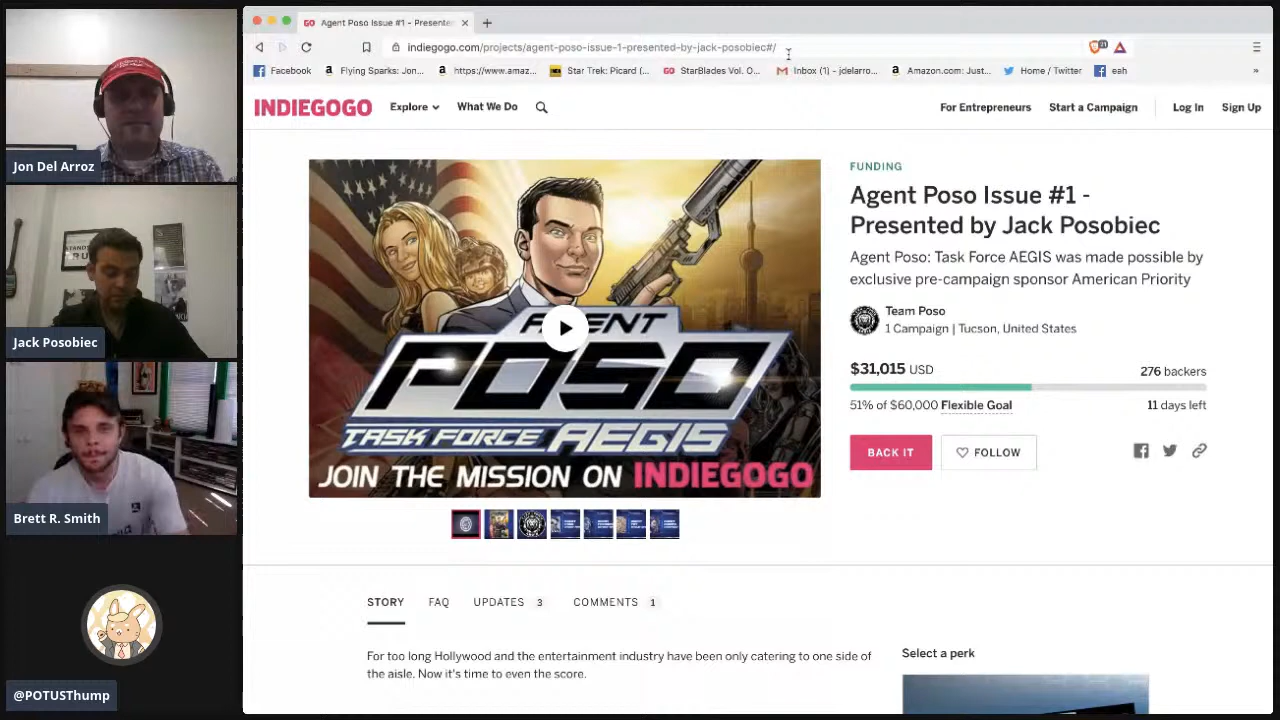 Jon Del Arroz
Jack Posobiec
Brett R. Smith
@POTUSThump
Agent Poso Issue #1 - Presente
indiegogo.com/projects/agent-poso-issue-1-presented-by-jack-posobiec#/
21
Facebook
Flying Sparks: Jon...
https://www.amaz...
Star Trek: Picard (...
StarBlades Vol. O...
Inbox (1) - jdelarro...
Amazon.com: Just...
Home / Twitter
eah
»
INDIEGOGO
Explore
What We Do
For Entrepreneurs
Start a Campaign
Log In
Sign Up
AGENT
POSO
TASK FORCE AEGIS
JOIN THE MISSION ON INDIEGOGO
FUNDING
Agent Poso Issue #1 -
Presented by Jack Posobiec
Agent Poso: Task Force AEGIS was made possible by
exclusive pre-campaign sponsor American Priority
Team Poso
1 Campaign | Tucson, United States
$31,015 USD
276 backers
51% of $60,000 Flexible Goal
11 days left
BACK IT
FOLLOW
STORY
FAQ
UPDATES 3
COMMENTS 1
For too long Hollywood and the entertainment industry have been only catering to one side of
the aisle. Now it's time to even the score.
Select a perk